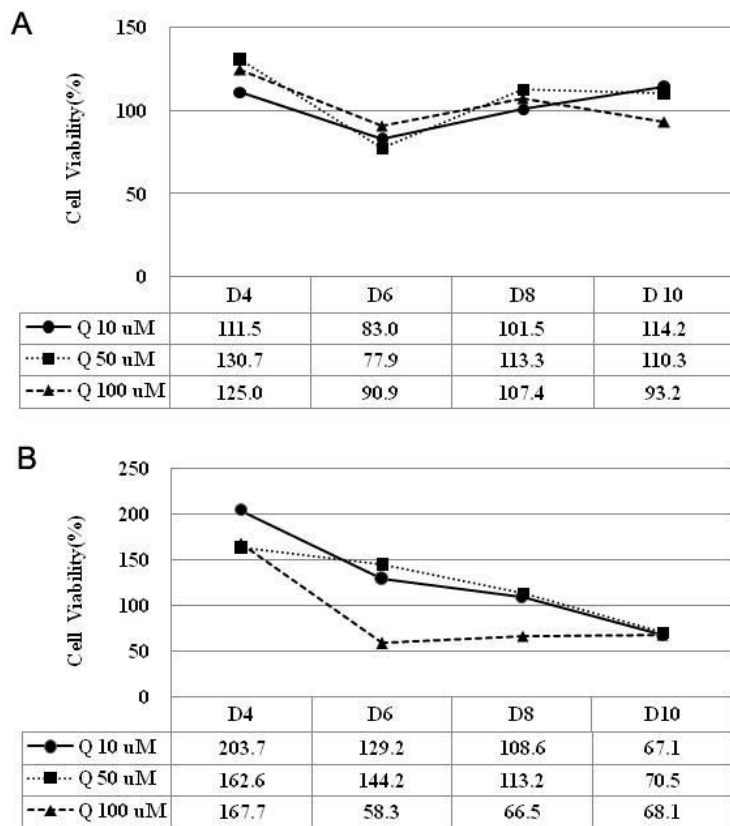 A
150
100
50
0
Cell Viability(%)
D4 D6 D8 D 10
Q 10 uM 111.5 83.0 101.5 114.2
Q 50 uM 130.7 77.9 113.3 110.3
Q 100 uM 125.0 90.9 107.4 93.2
B
250
200
150
100
50
0
Cell Viability(%)
D4 D6 D8 D10
Q 10 uM 203.7 129.2 108.6 67.1
Q 50 uM 162.6 144.2 113.2 70.5
Q 100 uM 167.7 58.3 66.5 68.1